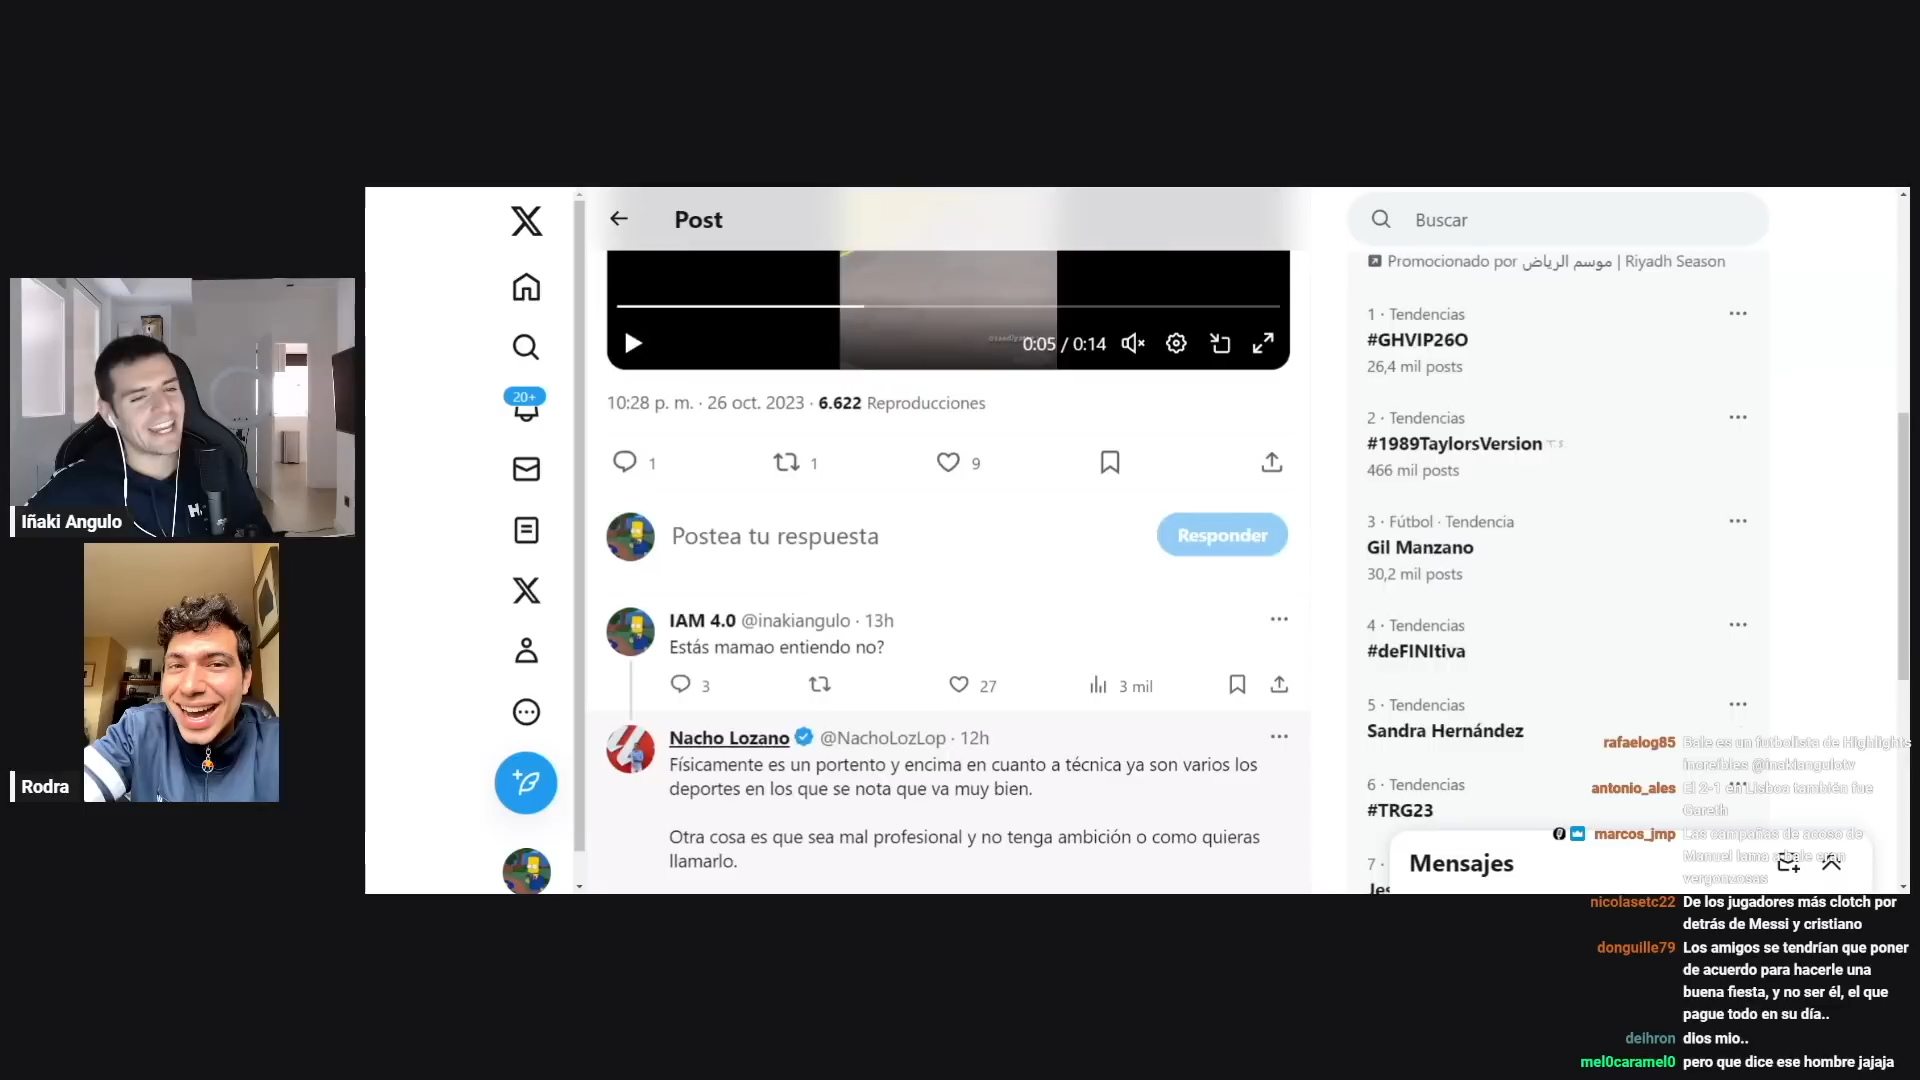 Post
Buscar
Promocionado por موسم الرياض | Riyadh Season
0:05 / 0:14
10:28 p. m. · 26 oct. 2023 · 6.622 Reproducciones
1
1
9
Postea tu respuesta
Responder
IAM 4.0 @inakiangulo · 13h
Estás mamao entiendo no?
3
27
3 mil
Nacho Lozano @NachoLozLop · 12h
Físicamente es un portento y encima en cuanto a técnica ya son varios los
deportes en los que se nota que va muy bien.
Otra cosa es que sea mal profesional y no tenga ambición o como quieras
llamarlo.
20+
1 · Tendencias
#GHVIP26O
26,4 mil posts
2 · Tendencias
#1989TaylorsVersion
466 mil posts
3 · Fútbol · Tendencia
Gil Manzano
30,2 mil posts
4 · Tendencias
#deFINItiva
5 · Tendencias
Sandra Hernández
6 · Tendencias
#TRG23
7 ·
Jes
Mensajes
Iñaki Angulo
Rodra
rafaelog85 Bale es un futbolista de Highlights
increibles @inakiangulotv
antonio_ales El 2-1 en Lisboa también fue
Gareth
marcos_jmp Las campañas de acoso de
Manuel lama a bale eran
vergonzosas
nicolasetc22 De los jugadores más clotch por
detrás de Messi y cristiano
donguille79 Los amigos se tendrían que poner
de acuerdo para hacerle una
buena fiesta, y no ser él, el que
pague todo en su día..
delhron dios mio..
mel0caramel0 pero que dice ese hombre jajaja